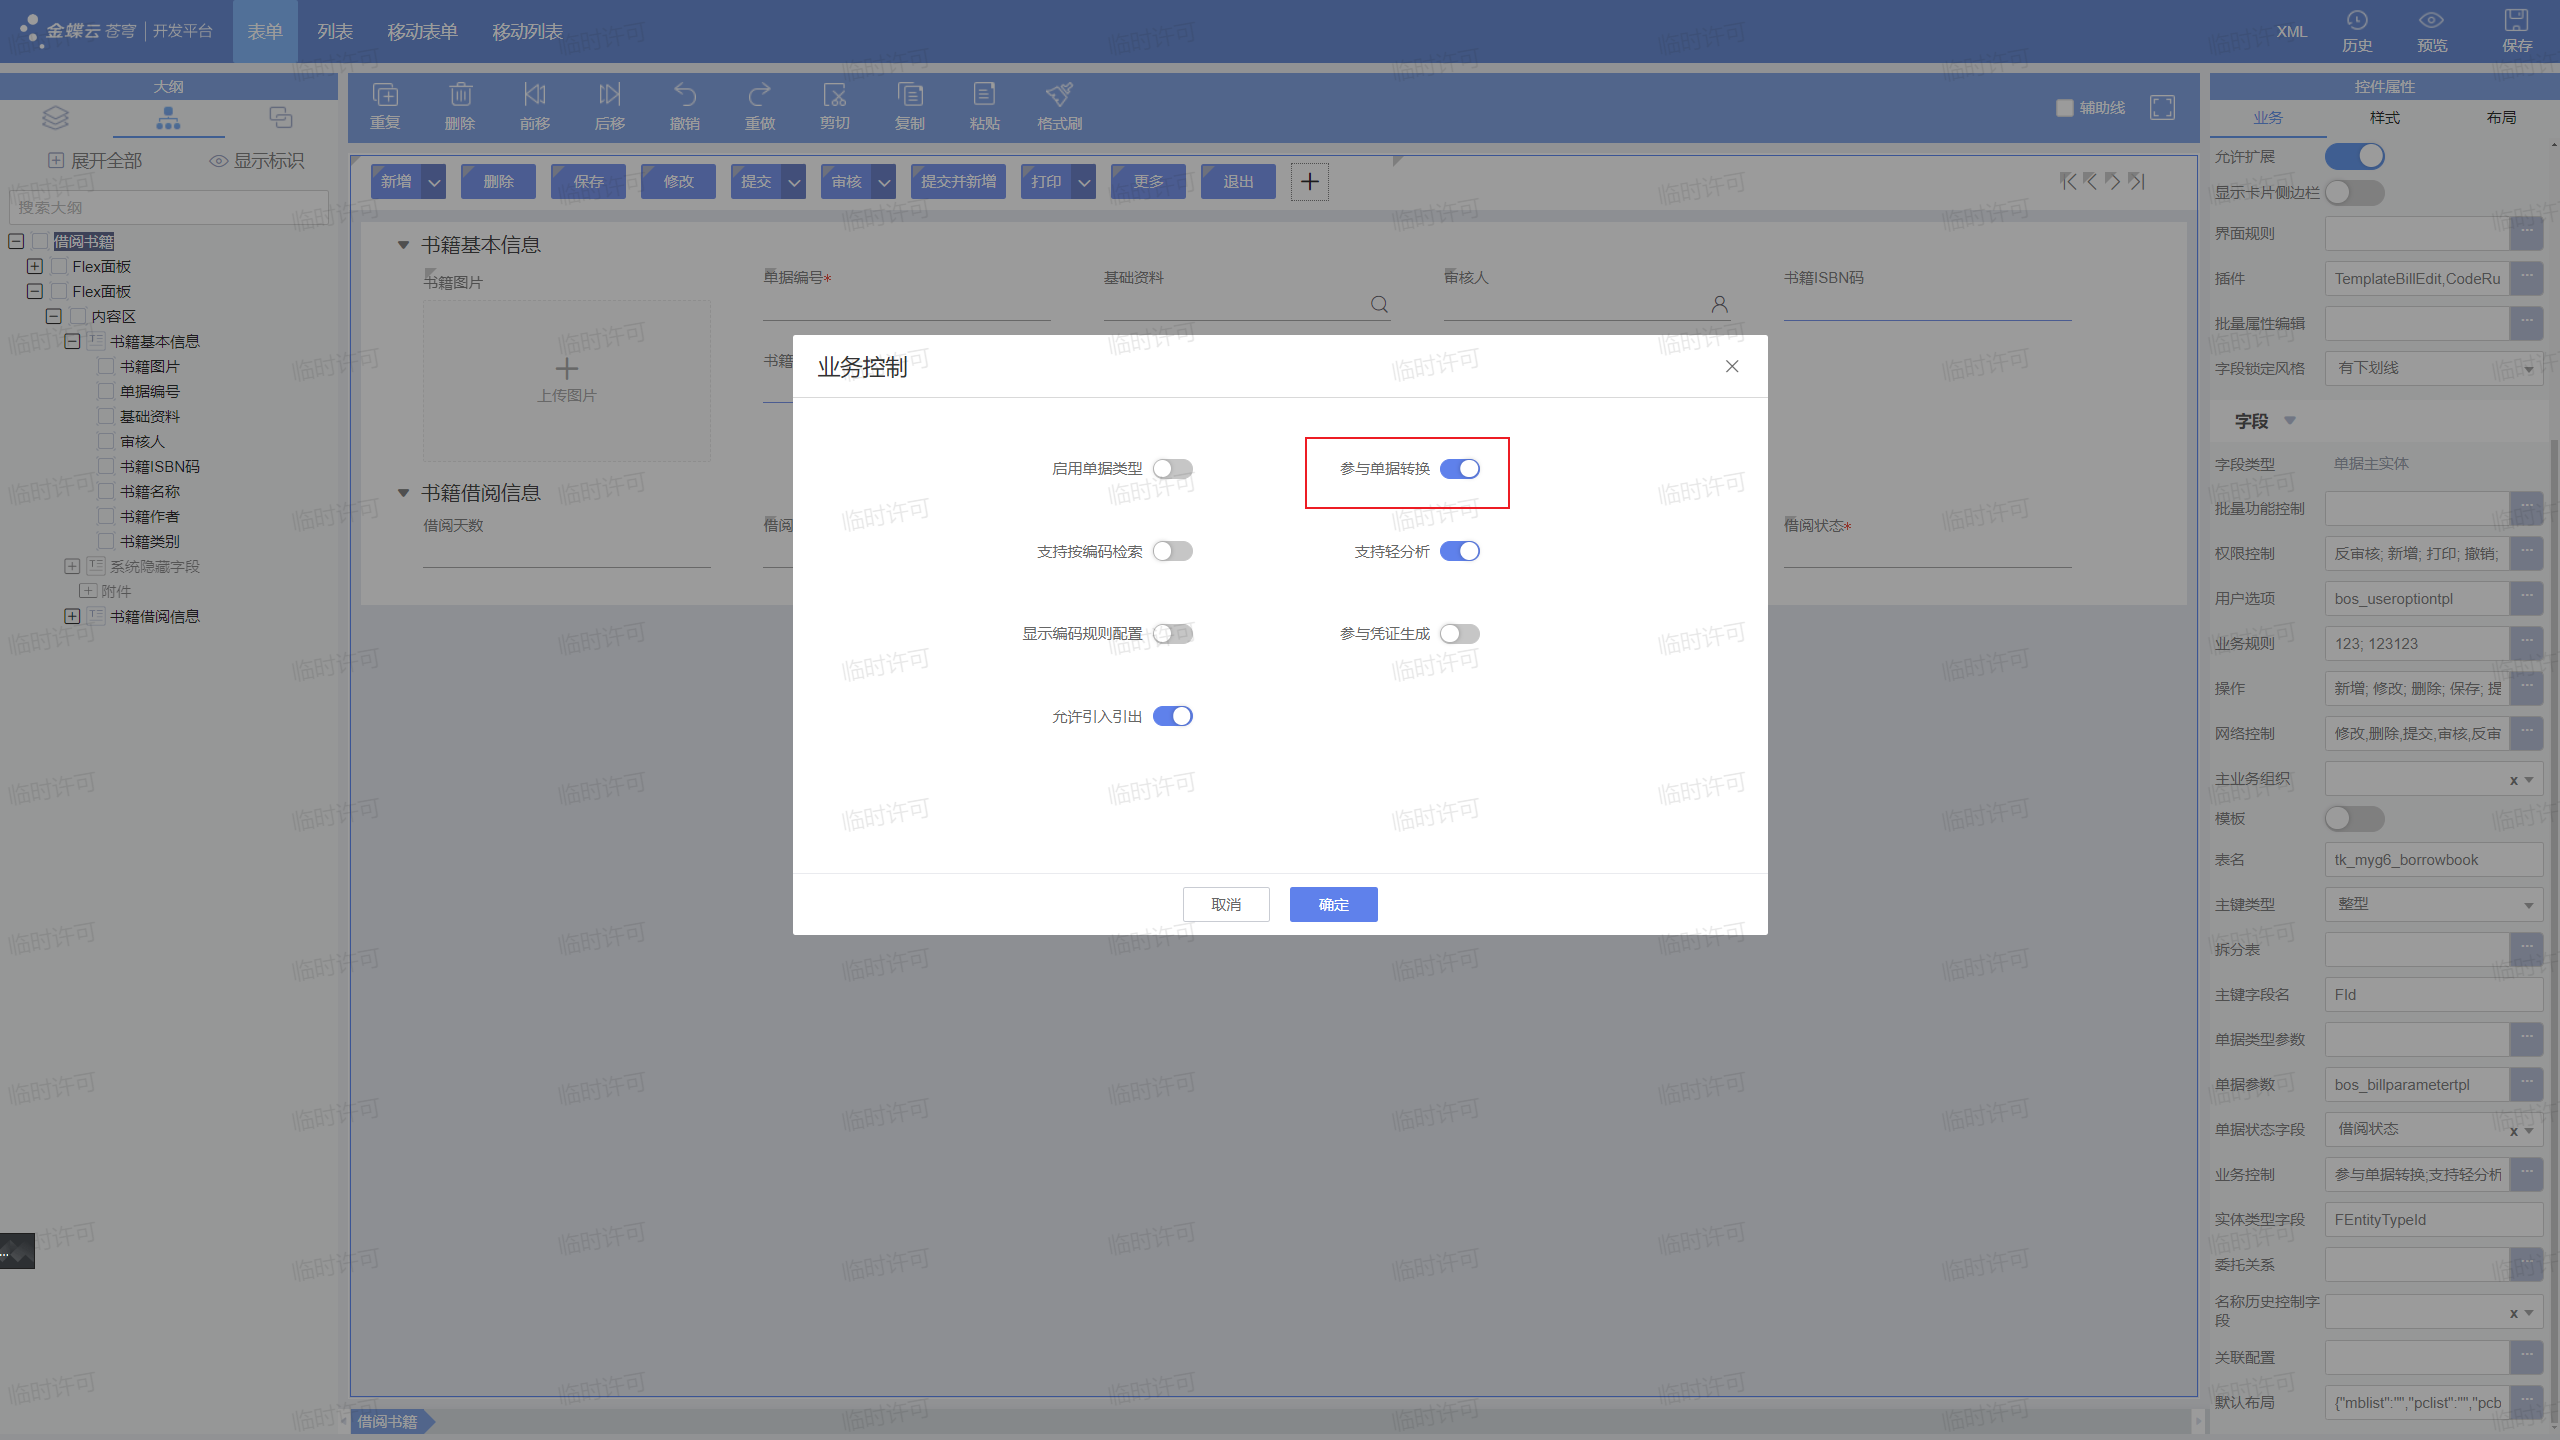 金蝶云 苍穹 | 开发平台
表单
列表
移动表单
移动列表
XML
历史
预览
保存
大纲
展开全部
显示标识
搜索大纲
借阅书籍
Flex面板
Flex面板
内容区
书籍基本信息
书籍图片
单据编号
基础资料
审核人
书籍ISBN码
书籍名称
书籍作者
书籍类别
系统隐藏字段
附件
书籍借阅信息
重复
删除
前移
后移
撤销
重做
剪切
复制
粘贴
格式刷
辅助线
新增
删除
保存
修改
提交
审核
提交并新增
打印
更多
退出
书籍基本信息
书籍图片
单据编号*
基础资料
审核人
书籍ISBN码
上传图片
书籍
书籍借阅信息
借阅天数
借阅
借阅状态*
业务控制
启用单据类型
参与单据转换
支持按编码检索
支持轻分析
显示编码规则配置
参与凭证生成
允许引入引出
取消
确定
借阅书籍
控件属性
业务
样式
布局
允许扩展
显示卡片侧边栏
界面规则
插件 TemplateBillEdit,CodeRu
批量属性编辑
字段锁定风格 有下划线
字段
字段类型 单据主实体
批量功能控制
权限控制 反审核; 新增; 打印; 撤销;
用户选项 bos_useroptiontpl
业务规则 123; 123123
操作 新增; 修改; 删除; 保存; 提
网络控制 修改,删除,提交,审核,反审
主业务组织 x
模板
表名 tk_myg6_borrowbook
主键类型 整型
拆分表
主键字段名 FId
单据类型参数
单据参数 bos_billparametertpl
单据状态字段 借阅状态 x
业务控制 参与单据转换;支持轻分析
实体类型字段 FEntityTypeId
委托关系
名称历史控制字
段 x
关联配置
默认布局 {"mblist":"","pclist":"","pcb
临时许可